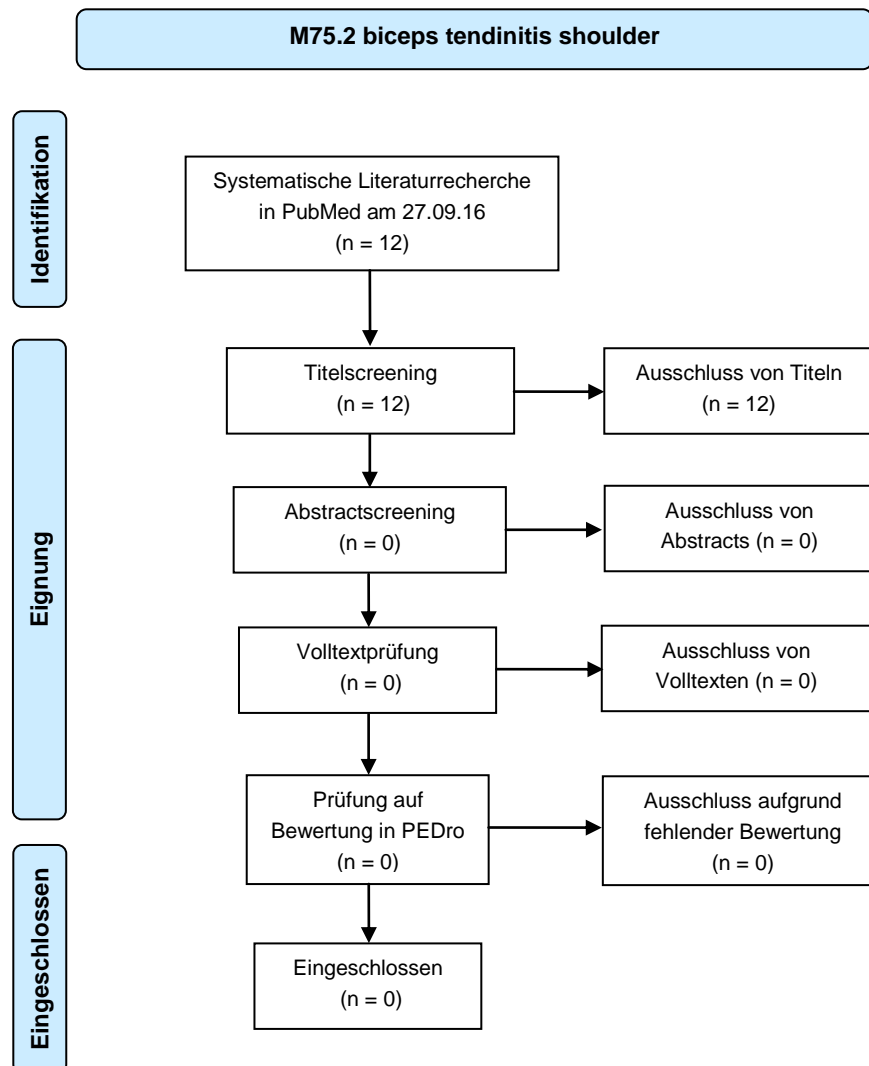 M75.2 biceps tendinitis shoulder
Identifikation
Systematische Literaturrecherche
in PubMed am 27.09.16
(n = 12)
Eignung
Titelscreening
(n = 12)
Ausschluss von Titeln
(n = 12)
Abstractscreening
(n = 0)
Ausschluss von
Abstracts (n = 0)
Volltextprüfung
(n = 0)
Ausschluss von
Volltexten (n = 0)
Prüfung auf
Bewertung in PEDro
(n = 0)
Ausschluss aufgrund
fehlender Bewertung
(n = 0)
Eingeschlossen
Eingeschlossen
(n = 0)